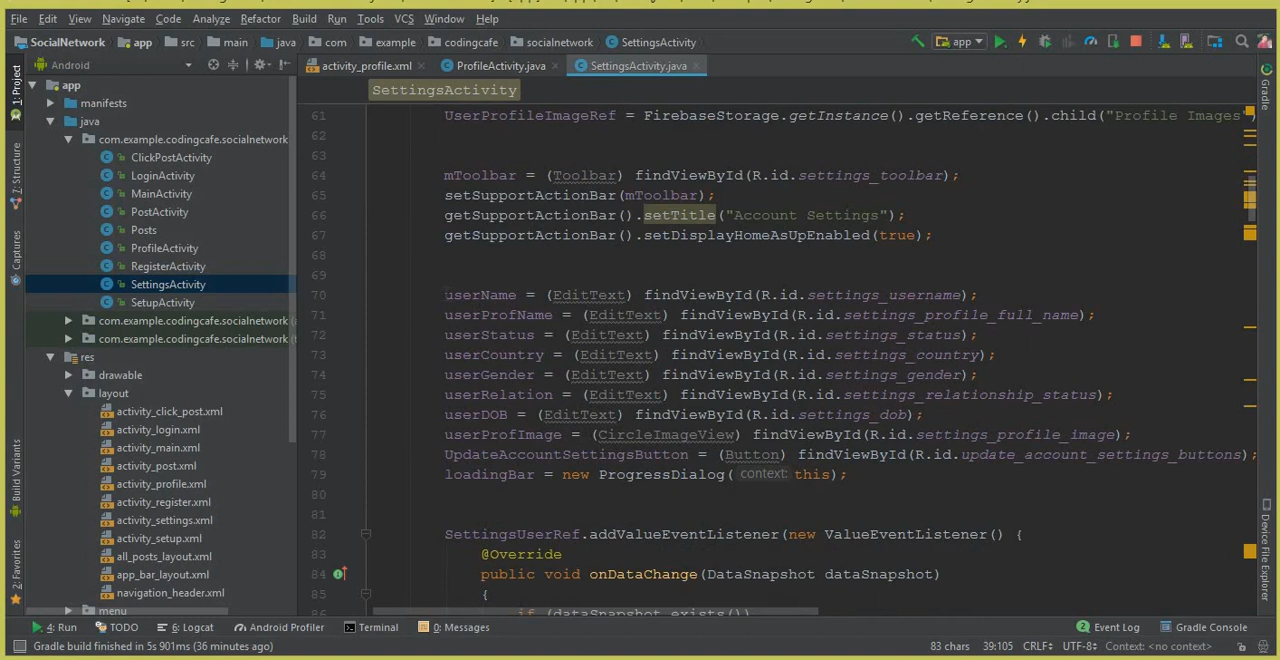 File Edit View Navigate Code Analyze Refactor Build Run Tools VCS Window Help
SocialNetwork app src main java com example codingcafe socialnetwork SettingsActivity app
Android
activity_profile.xml ProfileActivity.java SettingsActivity.java
SettingsActivity
1: Project
7: Structure
Captures
Build Variants
2: Favorites
app
manifests
java
com.example.codingcafe.socialnetwork
ClickPostActivity
LoginActivity
MainActivity
PostActivity
Posts
ProfileActivity
RegisterActivity
SettingsActivity
SetupActivity
com.example.codingcafe.socialnetwork
com.example.codingcafe.socialnetwork
res
drawable
layout
activity_click_post.xml
activity_login.xml
activity_main.xml
activity_post.xml
activity_profile.xml
activity_register.xml
activity_settings.xml
activity_setup.xml
all_posts_layout.xml
app_bar_layout.xml
navigation_header.xml
menu
61 UserProfileImageRef = FirebaseStorage.getInstance().getReference().child("Profile Images")
62
63
64 mToolbar = (Toolbar) findViewById(R.id.settings_toolbar);
65 setSupportActionBar(mToolbar);
66 getSupportActionBar().setTitle("Account Settings");
67 getSupportActionBar().setDisplayHomeAsUpEnabled(true);
68
69
70 userName = (EditText) findViewById(R.id.settings_username);
71 userProfName = (EditText) findViewById(R.id.settings_profile_full_name);
72 userStatus = (EditText) findViewById(R.id.settings_status);
73 userCountry = (EditText) findViewById(R.id.settings_country);
74 userGender = (EditText) findViewById(R.id.settings_gender);
75 userRelation = (EditText) findViewById(R.id.settings_relationship_status);
76 userDOB = (EditText) findViewById(R.id.settings_dob);
77 userProfImage = (CircleImageView) findViewById(R.id.settings_profile_image);
78 UpdateAccountSettingsButton = (Button) findViewById(R.id.update_account_settings_buttons);
79 loadingBar = new ProgressDialog( context: this);
80
81
82 SettingsUserRef.addValueEventListener(new ValueEventListener() {
83 @Override
84 public void onDataChange(DataSnapshot dataSnapshot)
85 {
86 if (dataSnapshot.exists())
Gradle
Device File Explorer
4: Run TODO 6: Logcat Android Profiler Terminal 0: Messages Event Log Gradle Console
Gradle build finished in 5s 901ms (36 minutes ago) 83 chars 39:105 CRLF UTF-8 Context: <no context>